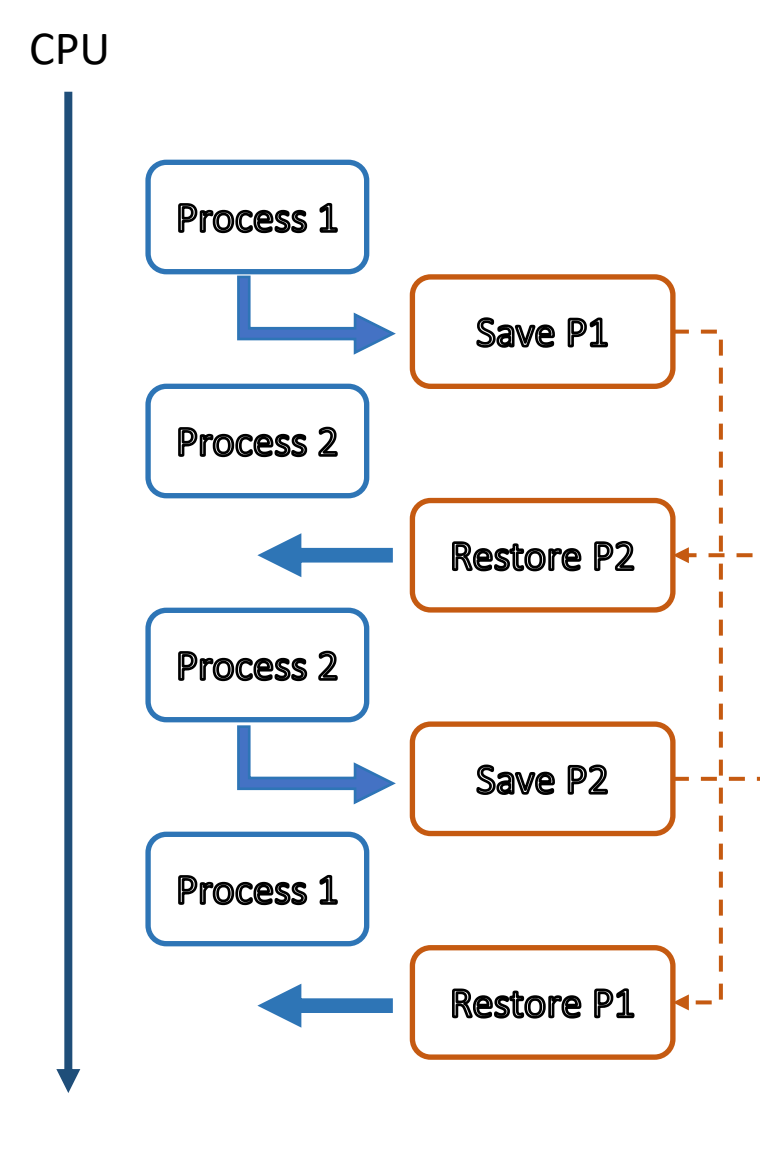 CPU
Process 1
Save P1
Process 2
Restore P2
Process 2
Save P2
Process 1
Restore P1